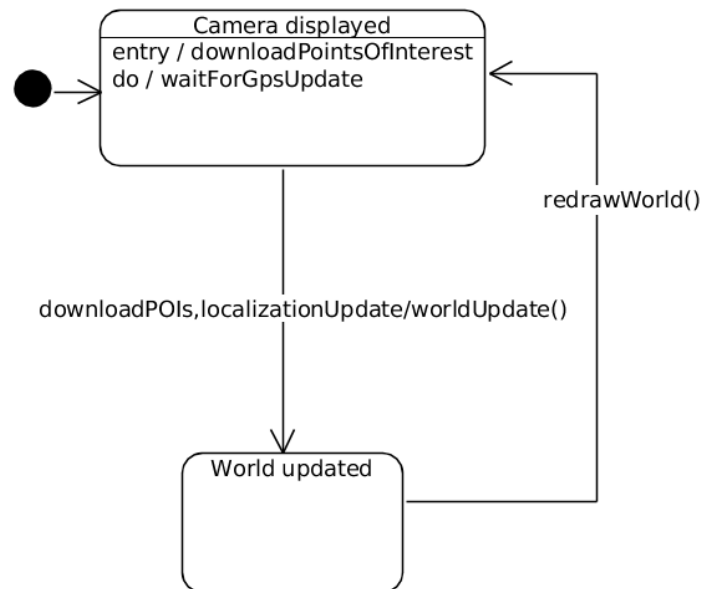 Camera displayed
entry / downloadPointsOfInterest
do / waitForGpsUpdate
redrawWorld()
downloadPOIs,localizationUpdate/worldUpdate()
World updated